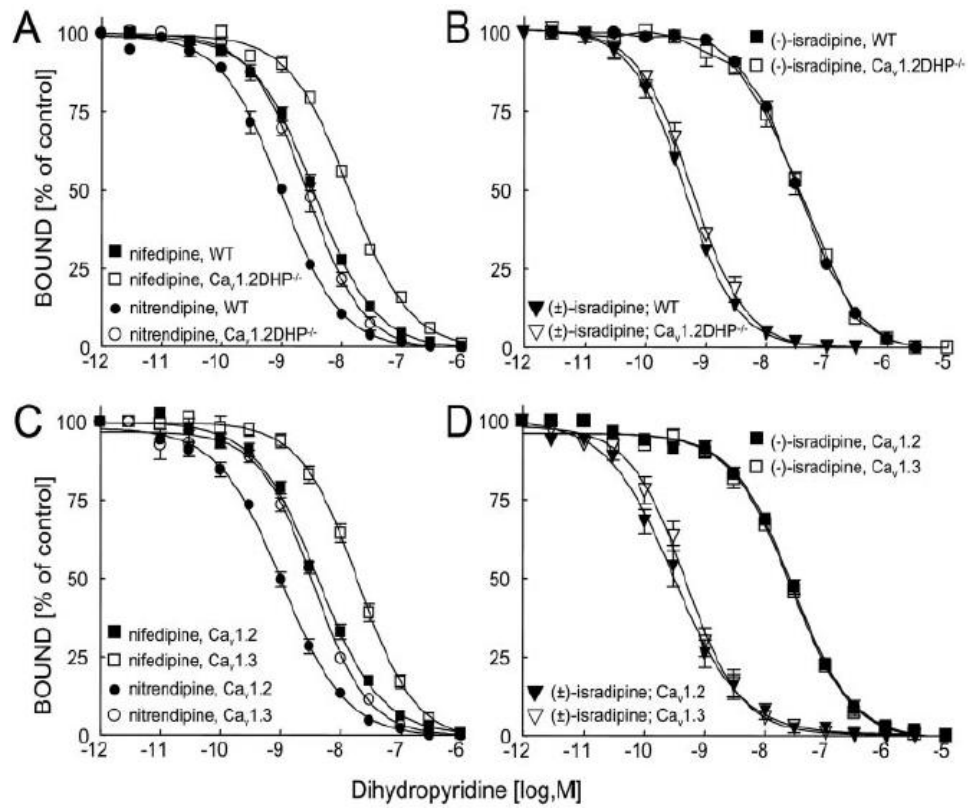 A
B
100
75
50
25
0
BOUND [% of control]
■ nifedipine, WT
□ nifedipine, Caᵥ1.2DHP⁻/⁻
● nitrendipine, WT
○ nitrendipine, Caᵥ1.2DHP⁻/⁻
-12 -11 -10 -9 -8 -7 -6
100
75
50
25
0
■ (-)-isradipine, WT
□ (-)-isradipine, Caᵥ1.2DHP⁻/⁻
▼ (±)-isradipine; WT
▽ (±)-isradipine; Caᵥ1.2DHP⁻/⁻
-12 -11 -10 -9 -8 -7 -6 -5
C
D
100
75
50
25
0
BOUND [% of control]
■ nifedipine, Caᵥ1.2
□ nifedipine, Caᵥ1.3
● nitrendipine, Caᵥ1.2
○ nitrendipine, Caᵥ1.3
-12 -11 -10 -9 -8 -7 -6
100
75
50
25
0
■ (-)-isradipine, Caᵥ1.2
□ (-)-isradipine, Caᵥ1.3
▼ (±)-isradipine; Caᵥ1.2
▽ (±)-isradipine; Caᵥ1.3
-12 -11 -10 -9 -8 -7 -6 -5
Dihydropyridine [log,M]